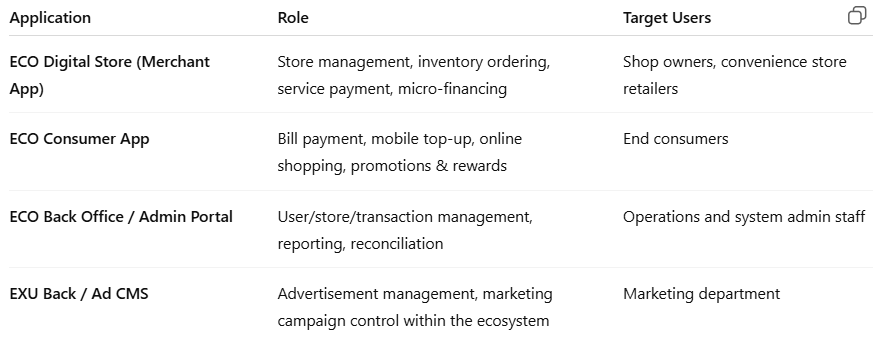 Application Role Target Users
ECO Digital Store (Merchant App)
Store management, inventory ordering,
service payment, micro-financing
Shop owners, convenience store
retailers
ECO Consumer App
Bill payment, mobile top-up, online
shopping, promotions & rewards
End consumers
ECO Back Office / Admin Portal
User/store/transaction management,
reporting, reconciliation
Operations and system admin staff
EXU Back / Ad CMS
Advertisement management, marketing
campaign control within the ecosystem
Marketing department